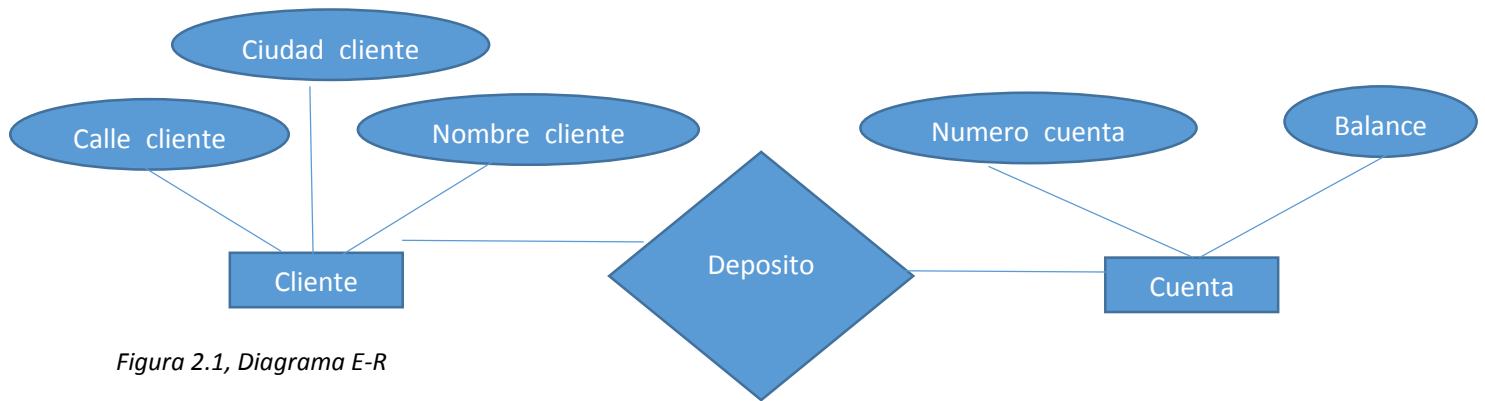 Ciudad cliente
Calle cliente
Nombre cliente
Numero cuenta
Balance
Deposito
Cliente
Cuenta
Figura 2.1, Diagrama E-R